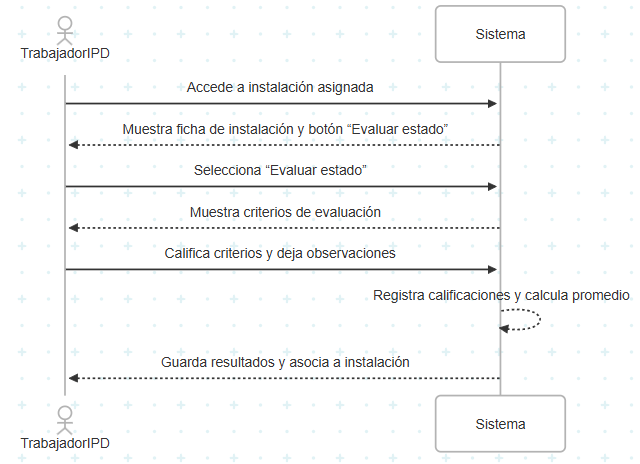 TrabajadorIPD
Sistema
Accede a instalación asignada
Muestra ficha de instalación y botón “Evaluar estado”
Selecciona “Evaluar estado”
Muestra criterios de evaluación
Califica criterios y deja observaciones
Registra calificaciones y calcula promedio
Guarda resultados y asocia a instalación
TrabajadorIPD
Sistema